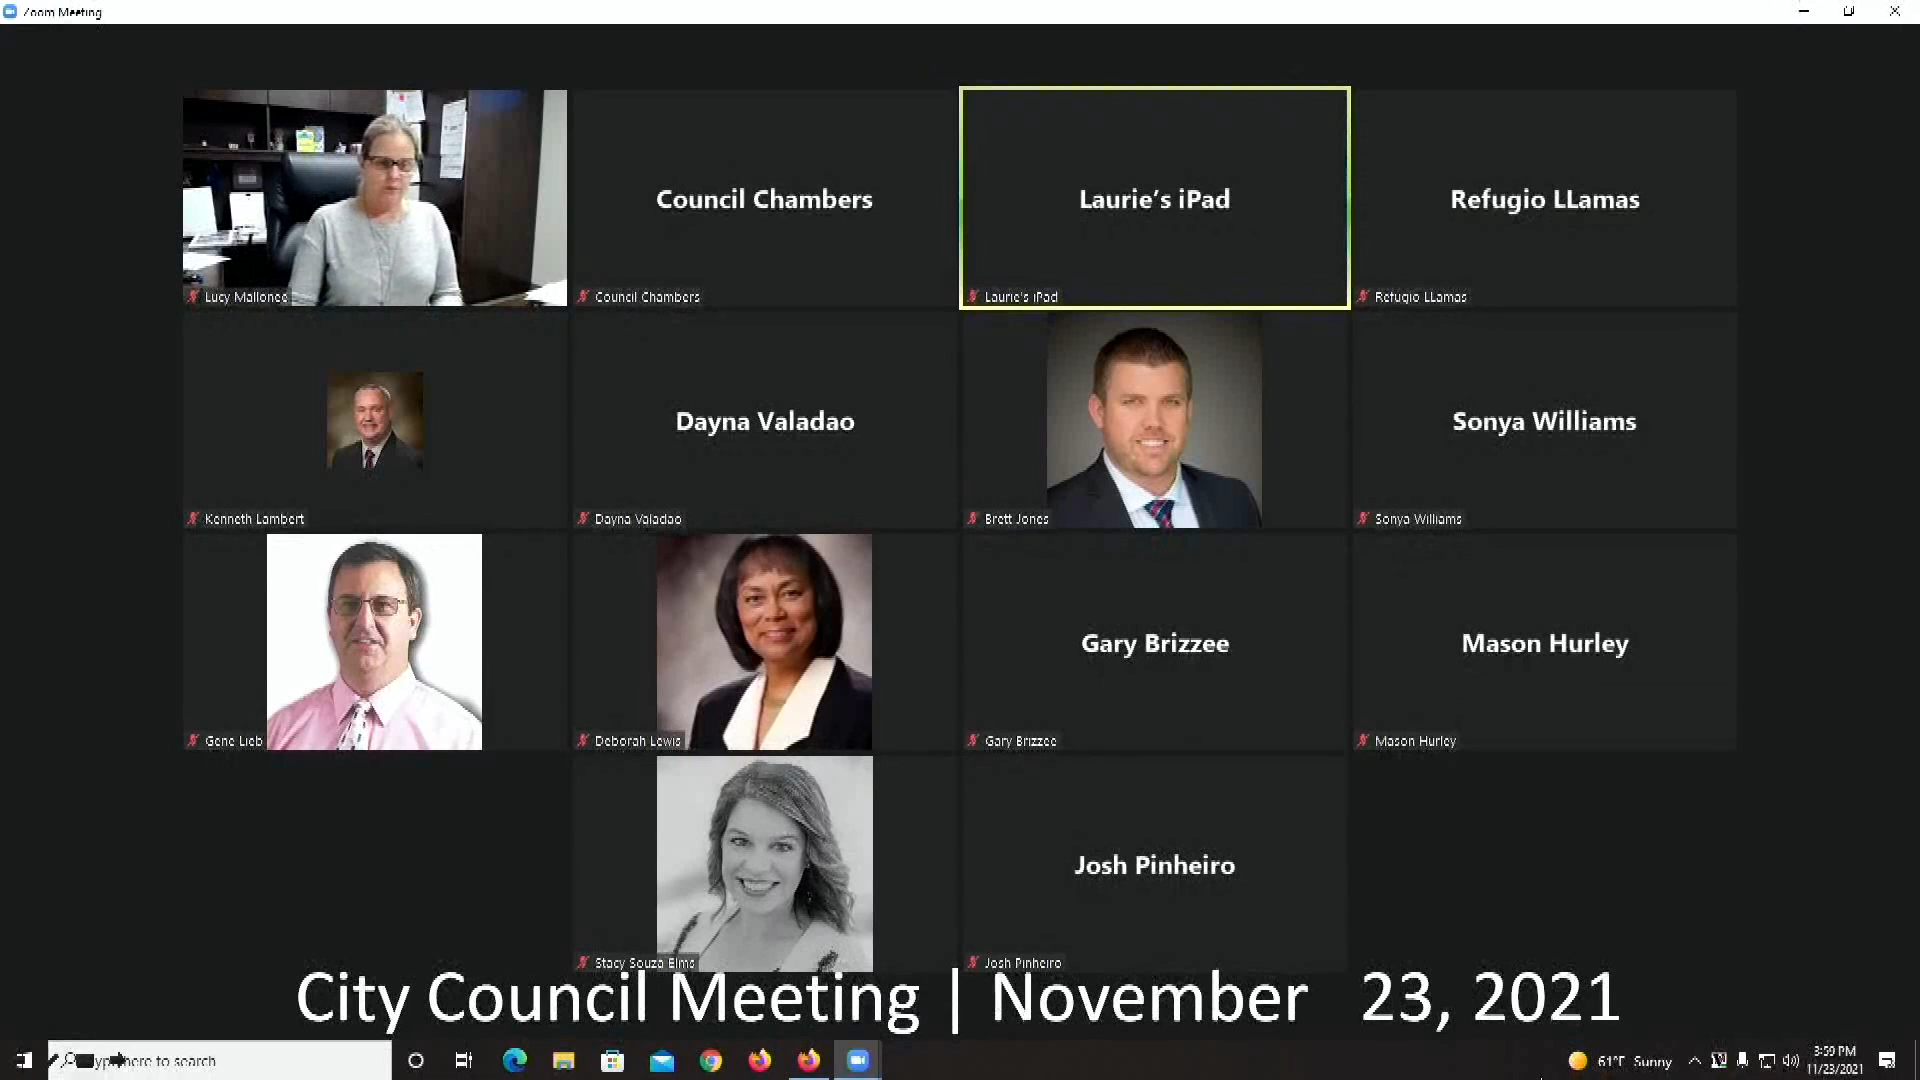 Zoom Meeting
Council Chambers
Laurie's iPad
Refugio LLamas
Lucy Mallonee
Council Chambers
Laurie's iPad
Refugio LLamas
Dayna Valadao
Sonya Williams
Kenneth Lambert
Dayna Valadao
Brett Jones
Sonya Williams
Gary Brizzee
Mason Hurley
Gene Lieb
Deborah Lewis
Gary Brizzee
Mason Hurley
Josh Pinheiro
Stacy Souza Elms
Josh Pinheiro
City Council Meeting | November 23, 2021
here to search
61°F Sunny
3:59 PM
11/23/2021